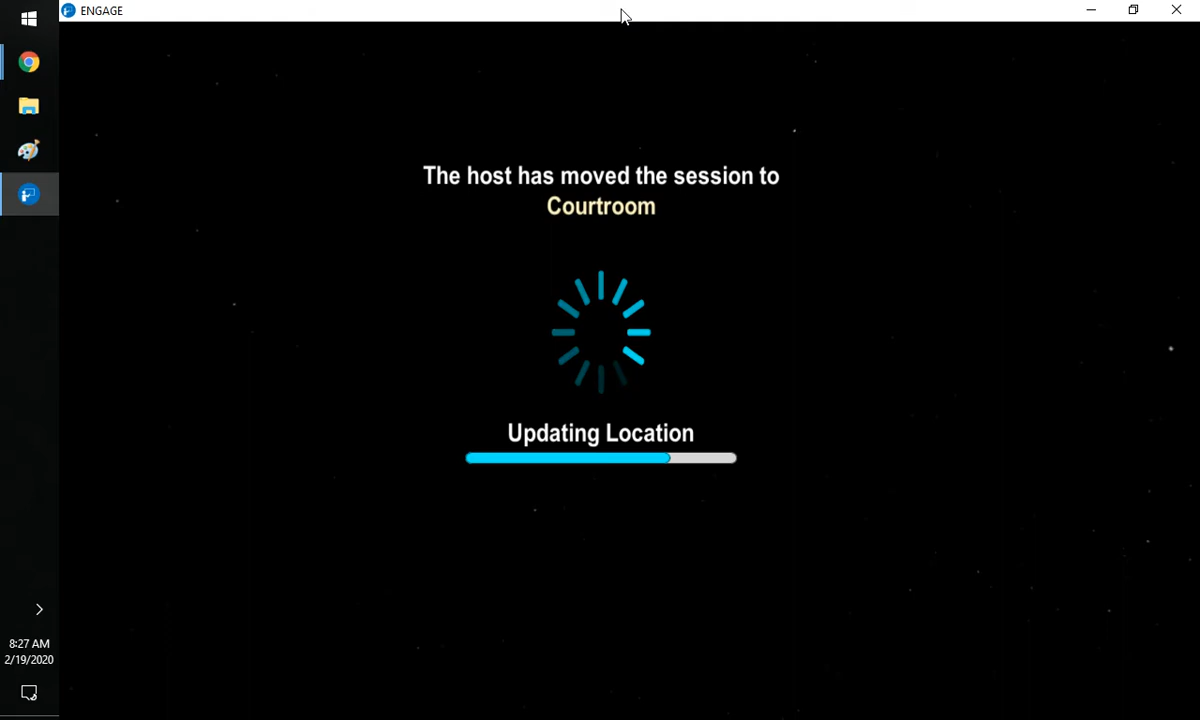 ENGAGE
The host has moved the session to
Courtroom
Updating Location
8:27 AM
2/19/2020